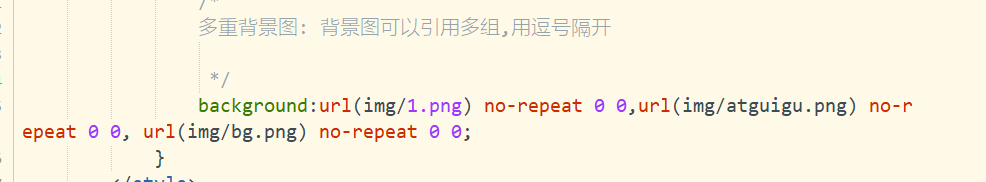 /*
多重背景图: 背景图可以引用多组,用逗号隔开
*/
background:url(img/1.png) no-repeat 0 0,url(img/atguigu.png) no-r
epeat 0 0, url(img/bg.png) no-repeat 0 0;
}
</style>